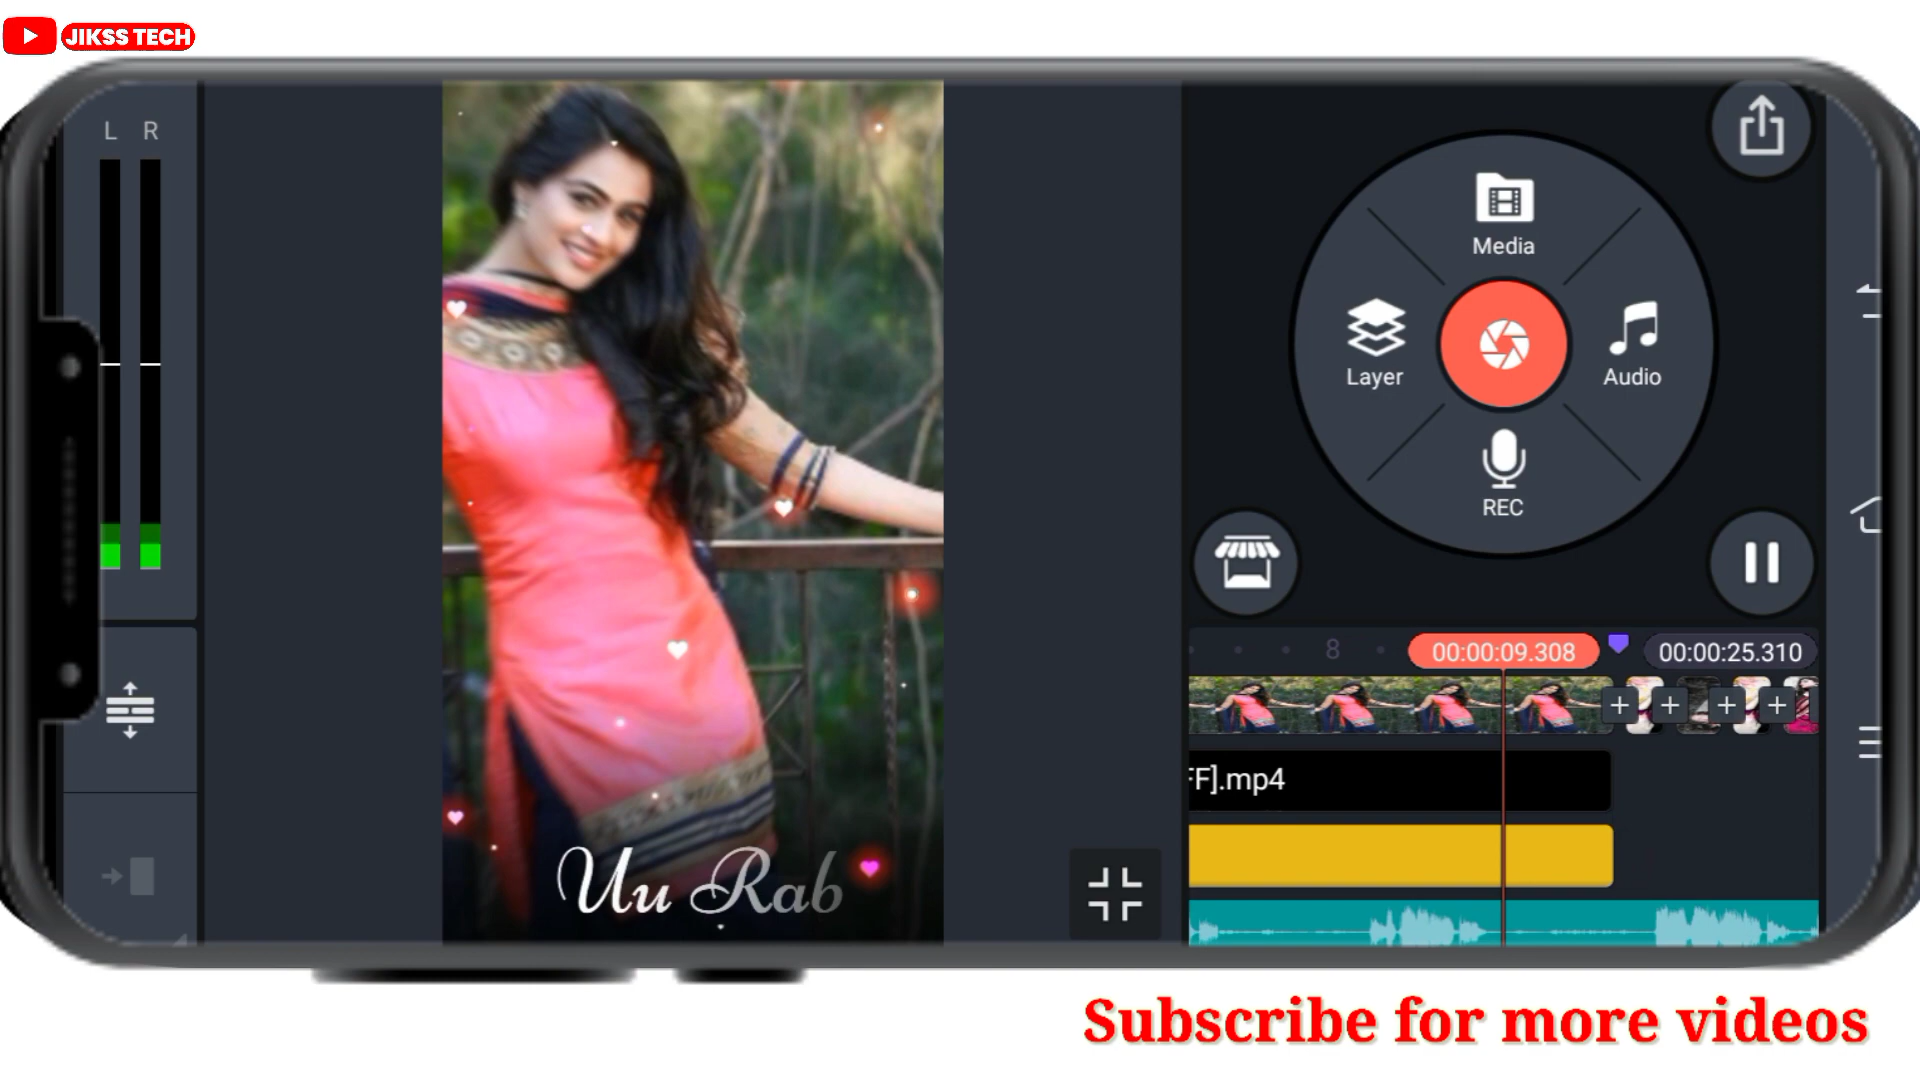 JIKSS TECH
L R
Media
Layer
Audio
REC
8
00:00:09.308
00:00:25.310
FF].mp4
Uu Rab
Subscribe for more videos